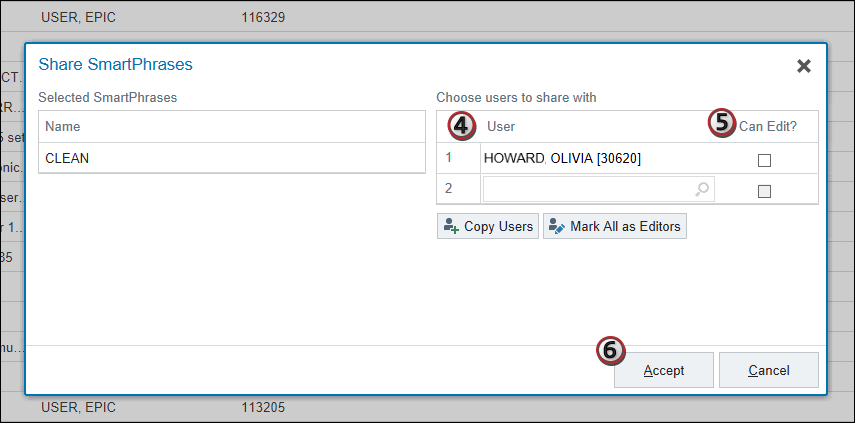 USER, EPIC 116329
Share SmartPhrases
Selected SmartPhrases
Name
CLEAN
Choose users to share with
4 User 5 Can Edit?
1 HOWARD, OLIVIA [30620]
2
Copy Users Mark All as Editors
6 Accept Cancel
CT...
RR...
5 set
onic...
ser...
r 1...
35
mu...
USER, EPIC 113205